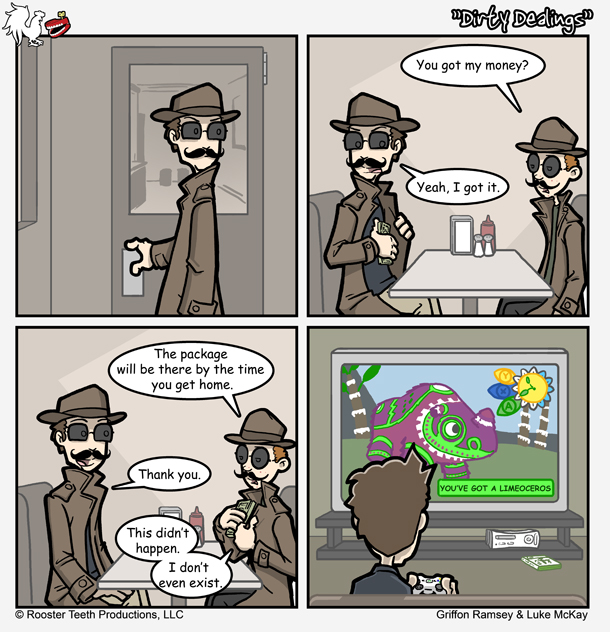 "Dirty Dealings"
You got my money?
Yeah, I got it.
The package
will be there by the time
you get home.
Thank you.
This didn't
happen.
I don't
even exist.
Y
X
A
YOU'VE GOT A LIMEOCEROS
© Rooster Teeth Productions, LLC
Griffon Ramsey & Luke McKay